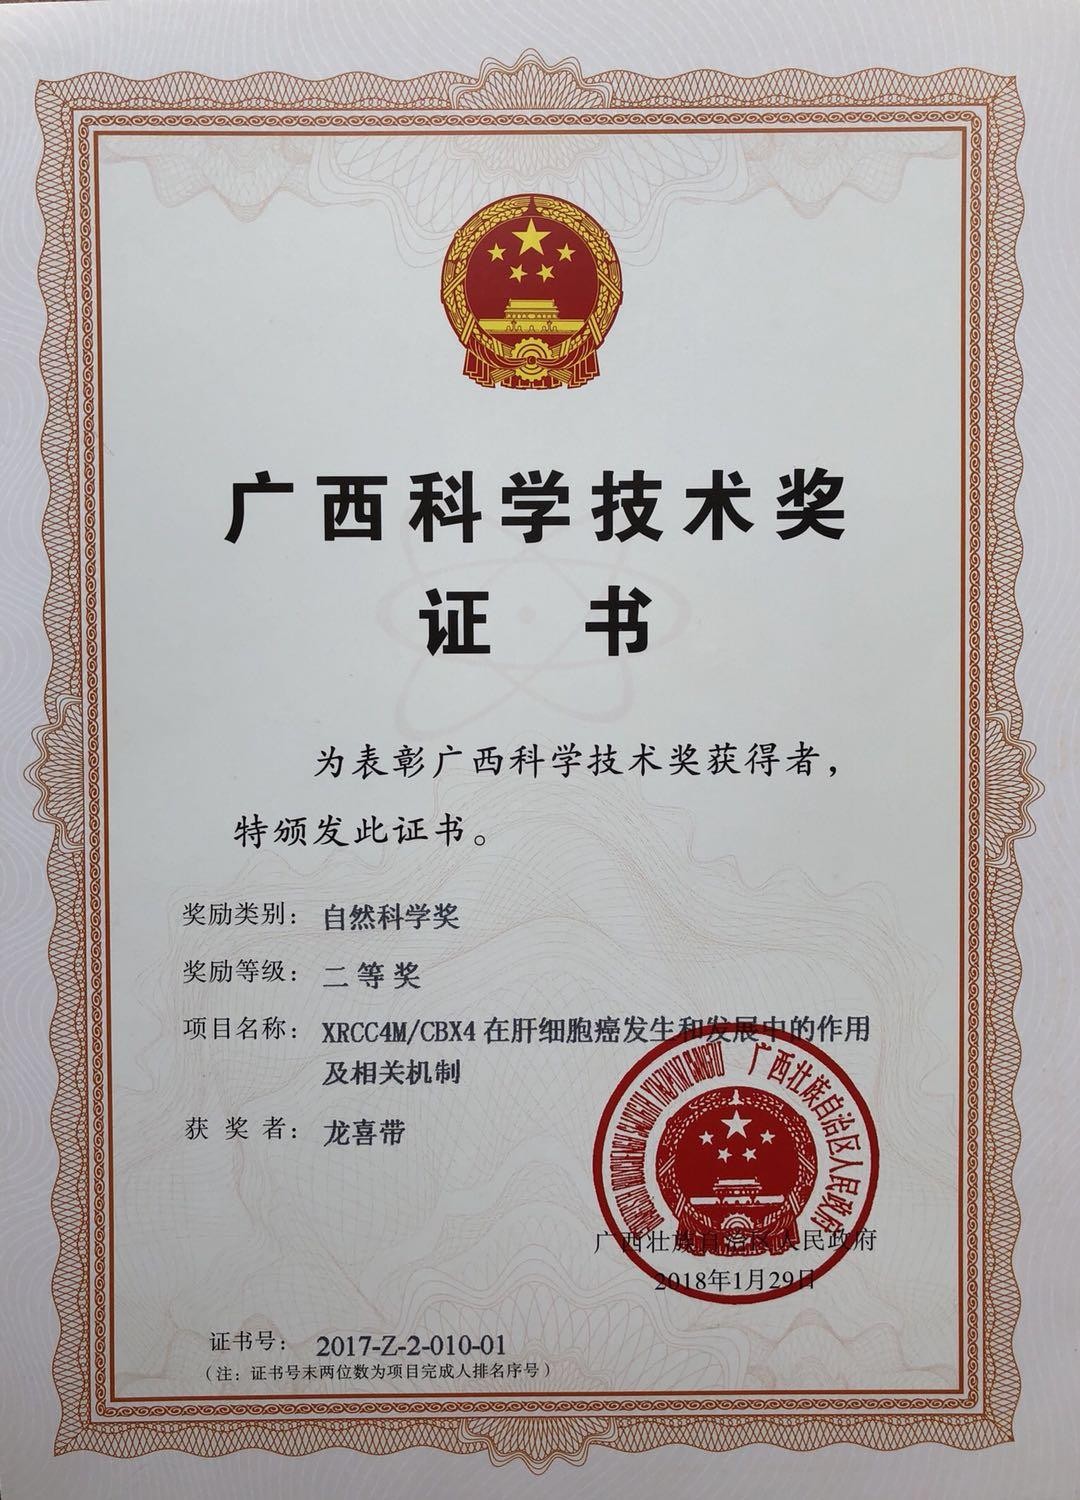 广西科学技术奖
证 书
为表彰广西科学技术奖获得者，
特颁发此证书。
奖励类别： 自然科学奖
奖励等级： 二等奖
项目名称： XRCC4M/CBX4在肝细胞癌发生和发展中的作用
及相关机制
获 奖 者： 龙喜带
广西壮族自治区人民政府
广西壮族自治区人民政府
2018年1月29日
证书号： 2017-Z-2-010-01
（注：证书号末两位数为项目完成人排名序号）